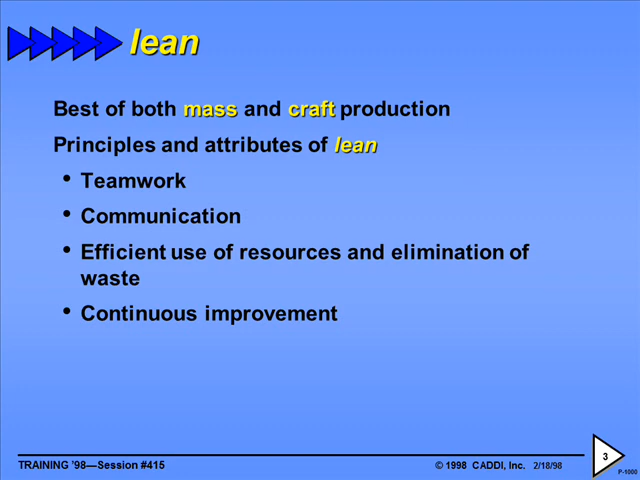 lean
Best of both mass and craft production
Principles and attributes of lean
• Teamwork
• Communication
• Efficient use of resources and elimination of
waste
• Continuous improvement
TRAINING '98—Session #415
© 1998 CADDI, Inc. 2/18/98
3
P-1000